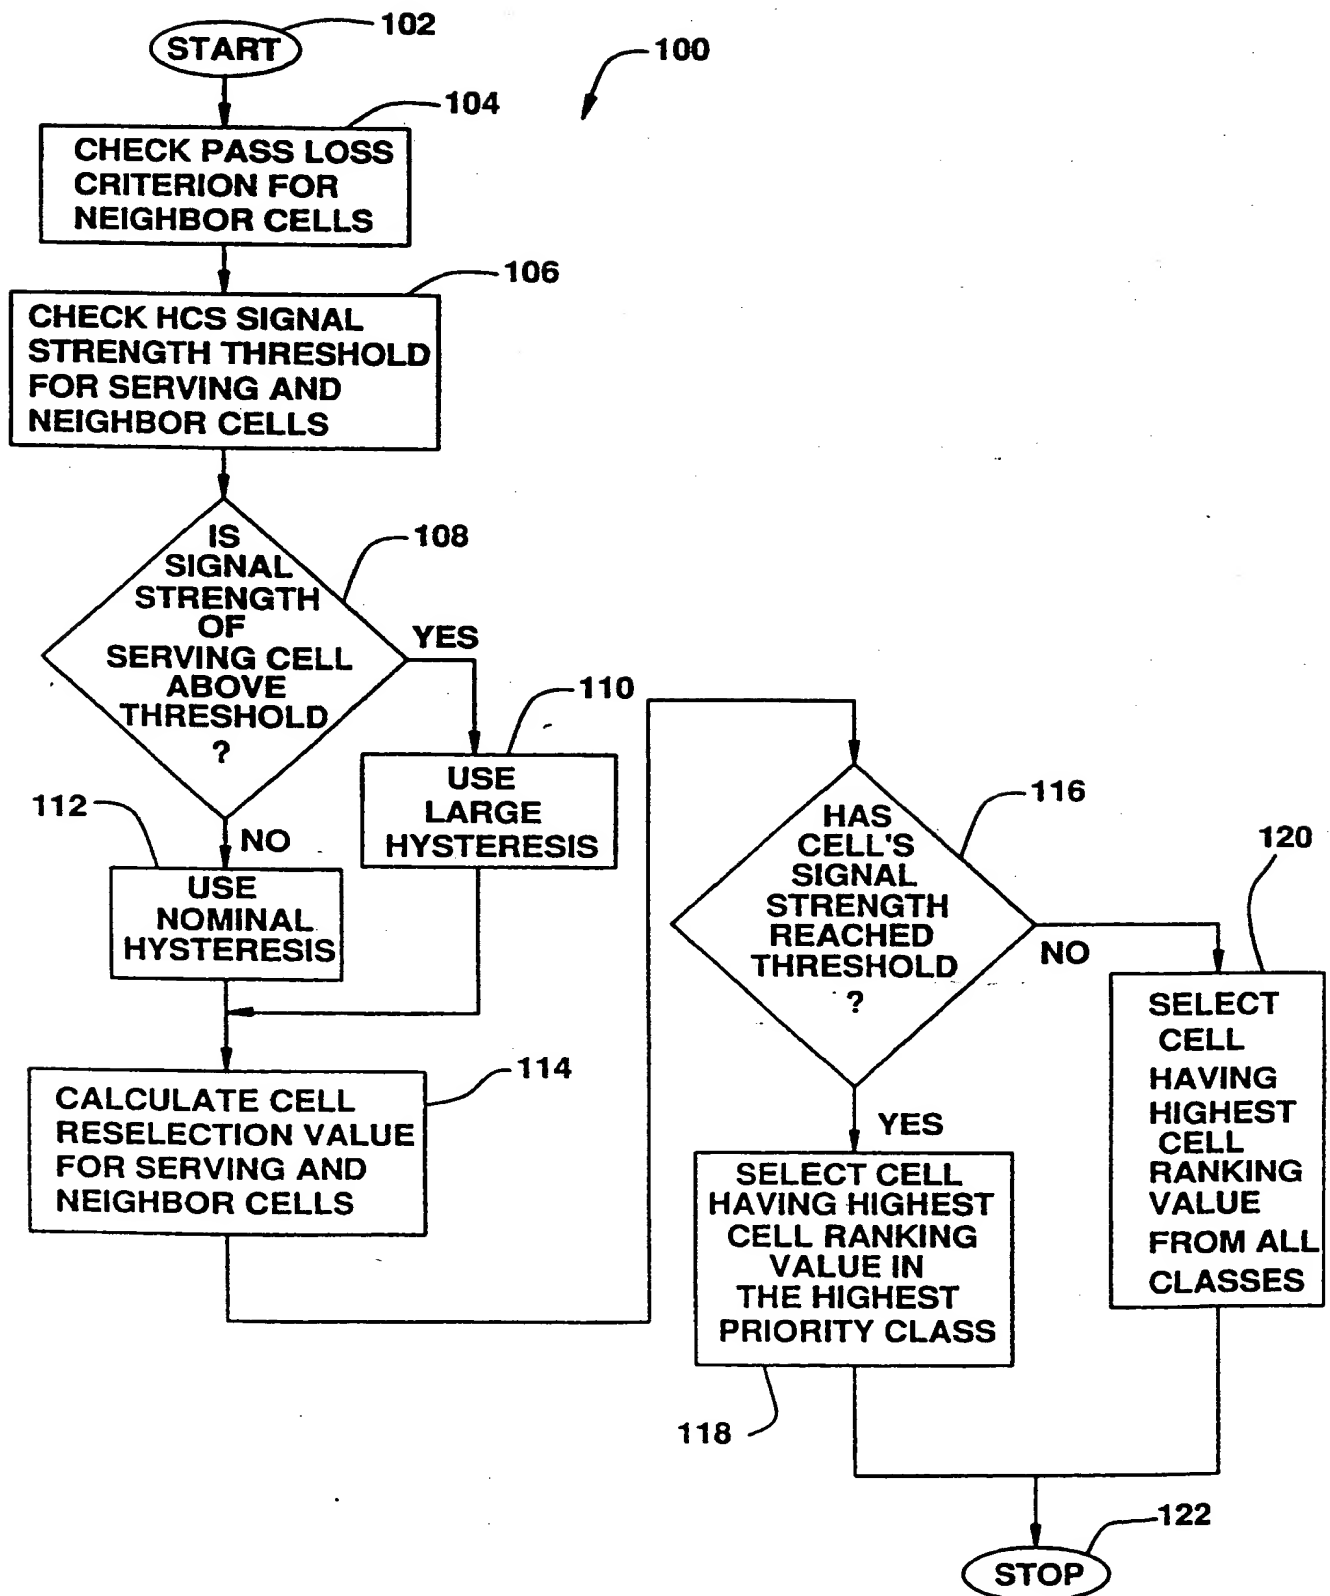 START
102
100
104
CHECK PASS LOSS
CRITERION FOR
NEIGHBOR CELLS
106
CHECK HCS SIGNAL
STRENGTH THRESHOLD
FOR SERVING AND
NEIGHBOR CELLS
108
IS
SIGNAL
STRENGTH
OF
SERVING CELL
ABOVE
THRESHOLD
?
YES
110
USE
LARGE
HYSTERESIS
112
NO
USE
NOMINAL
HYSTERESIS
114
CALCULATE CELL
RESELECTION VALUE
FOR SERVING AND
NEIGHBOR CELLS
116
HAS
CELL'S
SIGNAL
STRENGTH
REACHED
THRESHOLD
?
NO
120
SELECT
CELL
HAVING
HIGHEST
CELL
RANKING
VALUE
FROM ALL
CLASSES
YES
SELECT CELL
HAVING HIGHEST
CELL RANKING
VALUE IN
THE HIGHEST
PRIORITY CLASS
118
122
STOP